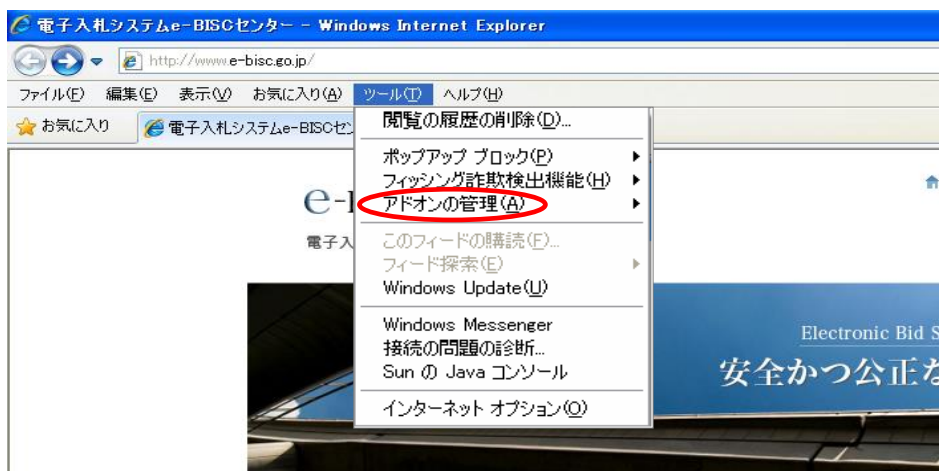 電子入札システムe-BISCセンター - Windows Internet Explorer
http://www.e-bisc.go.jp/
ファイル(F) 編集(E) 表示(V) お気に入り(A) ツール(T) ヘルプ(H)
お気に入り 電子入札システムe-BISCセン
閲覧の履歴の削除(D)...
ポップアップ ブロック(P)
フィッシング詐欺検出機能(H)
アドオンの管理(A)
このフィードの購読(F)...
フィード探索(E)
Windows Update(U)
Windows Messenger
接続の問題の診断...
Sun の Java コンソール
インターネット オプション(O)
e-
電子入
Electronic Bid S
安全かつ公正な